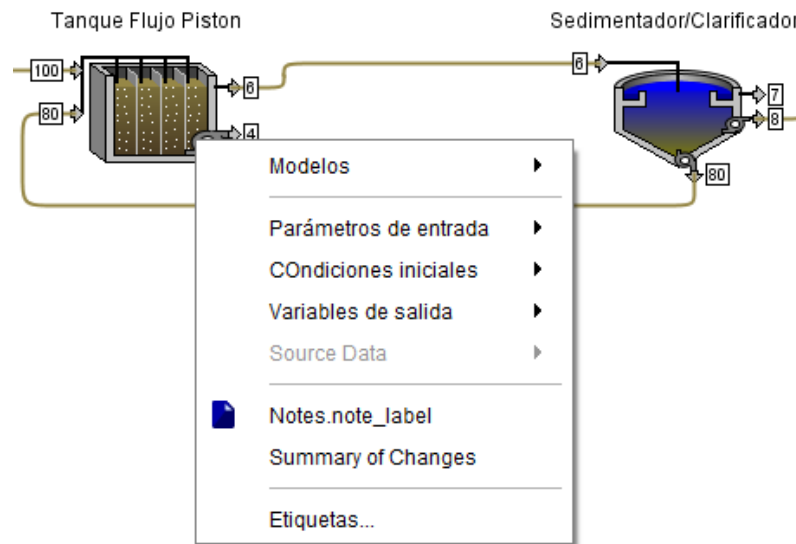 Tanque Flujo Piston
Sedimentador/Clarificador
100
6
6
7
80
4
8
80
Modelos
Parámetros de entrada
COndiciones iniciales
Variables de salida
Source Data
Notes.note_label
Summary of Changes
Etiquetas...